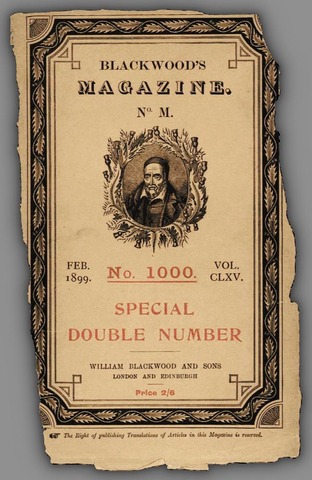 BLACKWOOD'S
MAGAZINE.
No. M.
FEB.
1899.
No. 1000.
VOL.
CLXV.
SPECIAL
DOUBLE NUMBER
WILLIAM BLACKWOOD AND SONS
LONDON AND EDINBURGH
Price 2/6
The Right of publishing Translations of Articles in this Magazine is reserved.